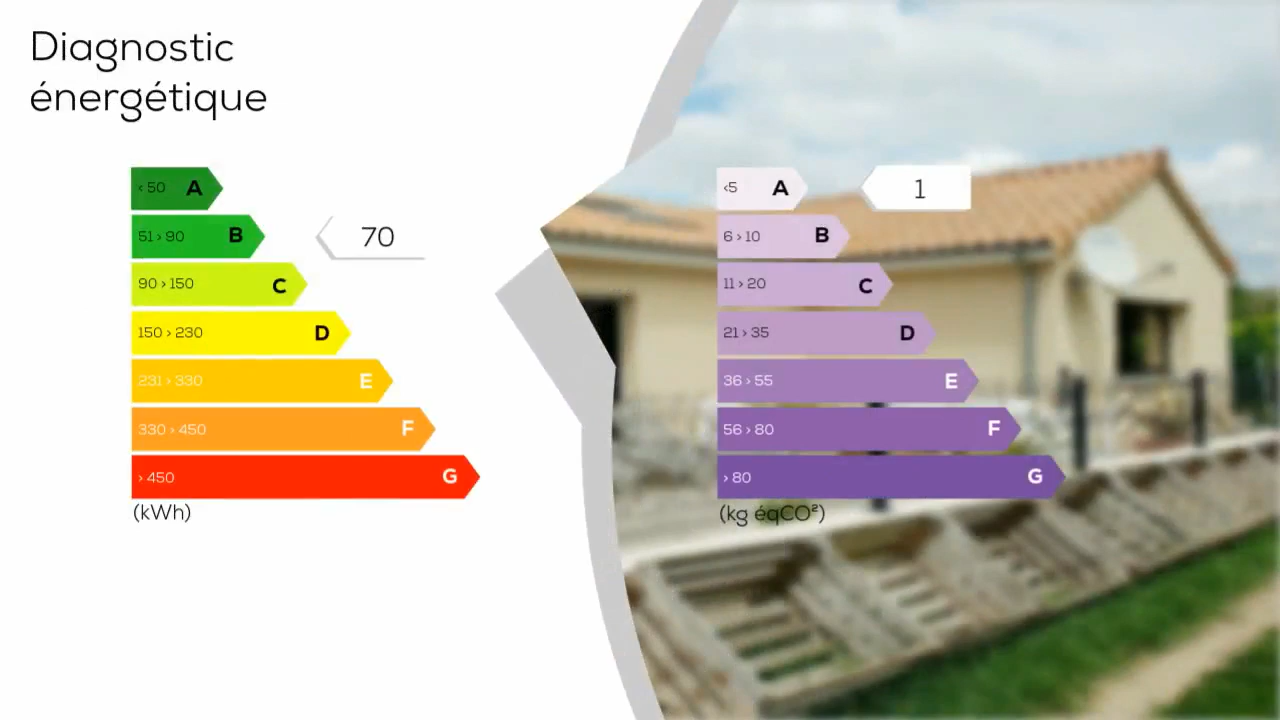 Diagnostic
énergétique
< 50 A
51 > 90 B
70
90 > 150 C
150 > 230 D
231 > 330 E
330 > 450 F
> 450 G
(kWh)
<5 A
1
6 > 10 B
11 > 20 C
21 > 35 D
36 > 55 E
56 > 80 F
> 80 G
(kg éqCO²)